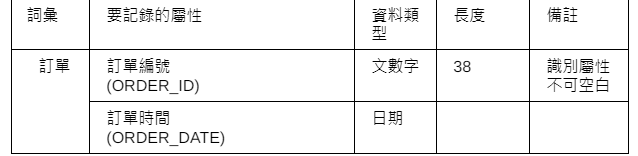 詞彙 要記錄的屬性 資料類型 長度 備註
訂單 訂單編號 文數字 38 識別屬性
(ORDER_ID) 不可空白
訂單時間 日期
(ORDER_DATE)